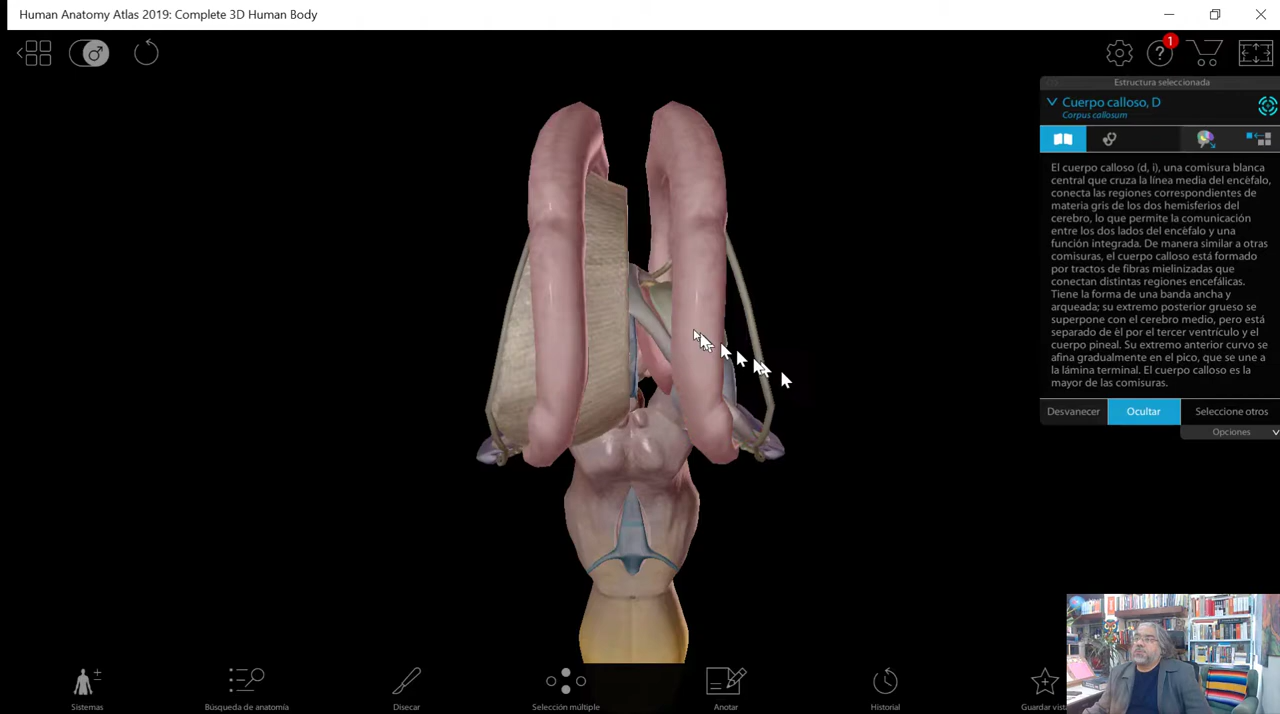 Human Anatomy Atlas 2019: Complete 3D Human Body
1
Estructura seleccionada
Cuerpo calloso, D
Corpus callosum
El cuerpo calloso (d, i), una comisura blanca
central que cruza la línea media del encéfalo,
conecta las regiones correspondientes de
materia gris de los dos hemisferios del
cerebro, lo que permite la comunicación
entre los dos lados del encéfalo y una
función integrada. De manera similar a otras
comisuras, el cuerpo calloso está formado
por tractos de fibras mielinizadas que
conectan distintas regiones encefálicas.
Tiene la forma de una banda ancha y
arqueada; su extremo posterior grueso se
superpone con el cerebro medio, pero está
separado de él por el tercer ventrículo y el
cuerpo pineal. Su extremo anterior curvo se
afina gradualmente en el pico, que se une a
la lámina terminal. El cuerpo calloso es la
mayor de las comisuras.
Desvanecer Ocultar Seleccione otros
Opciones
Sistemas Búsqueda de anatomía Disecar Selección múltiple Anotar Historial Guardar vista